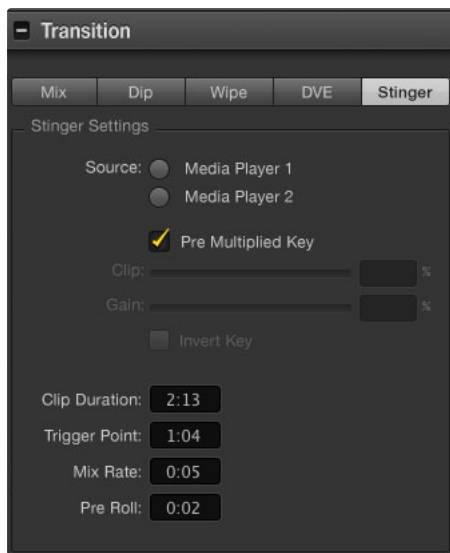 Transition
Mix Dip Wipe DVE Stinger
Stinger Settings
Source: Media Player 1
Media Player 2
Pre Multiplied Key
Clip: %
Gain: %
Invert Key
Clip Duration: 2:13
Trigger Point: 1:04
Mix Rate: 0:05
Pre Roll: 0:02